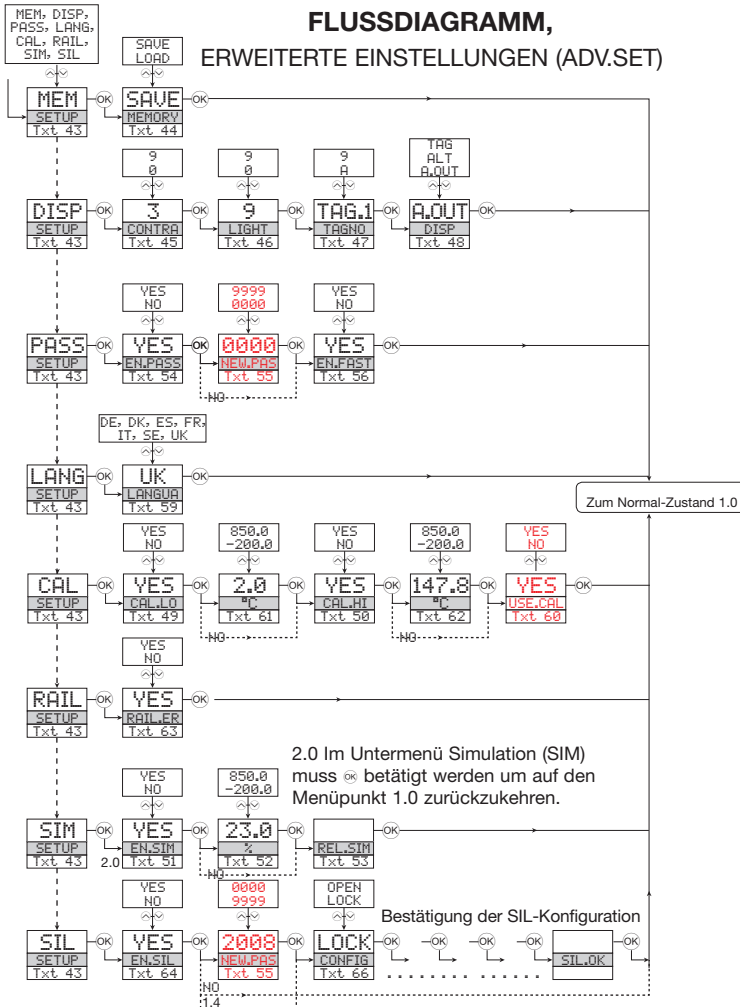 FLUSSDIAGRAMM,
ERWEITERTE EINSTELLUNGEN (ADV.SET)
MEM, DISP,
PASS, LANG,
CAL, RAIL,
SIM, SIL
SAVE
LOAD
MEM OK SAVE OK
SETUP MEMORY
Txt 43 Txt 44
9 9 9 TAG
0 0 A ALT
A.OUT
DISP OK 3 OK 9 OK TAG.1 OK A.OUT OK
SETUP CONTRA LIGHT TAGNO DISP
Txt 43 Txt 45 Txt 46 Txt 47 Txt 48
YES 9999 YES
NO 0000 NO
PASS OK YES OK 0000 OK YES OK
SETUP EN.PASS NEW.PAS EN.FAST
Txt 43 Txt 54 Txt 55 Txt 56
NO
DE, DK, ES, FR,
IT, SE, UK
LANG OK UK OK
SETUP LANGUA
Txt 43 Txt 59
Zum Normal-Zustand 1.0
YES 850.0 YES 850.0 YES
NO -200.0 NO -200.0 NO
CAL OK YES OK 2.0 OK YES OK 147.8 OK YES OK
SETUP CAL.LO °C CAL.HI °C USE.CAL
Txt 43 Txt 49 Txt 61 Txt 50 Txt 62 Txt 60
NO NO
YES
NO
RAIL OK YES OK
SETUP RAIL.ER
Txt 43 Txt 63
2.0 Im Untermenü Simulation (SIM)
muss OK betätigt werden um auf den
Menüpunkt 1.0 zurückzukehren.
YES 850.0
NO -200.0
SIM OK YES OK 23.0 OK OK
SETUP EN.SIM % REL.SIM
Txt 43 2.0 Txt 51 Txt 52 Txt 53
NO
YES 0000 OPEN
NO 9999 LOCK
Bestätigung der SIL-Konfiguration
SIL OK YES OK 2008 OK LOCK OK OK OK OK OK
SETUP EN.SIL NEW.PAS CONFIG SIL.OK
Txt 43 Txt 64 Txt 55 Txt 66
NO
1.4